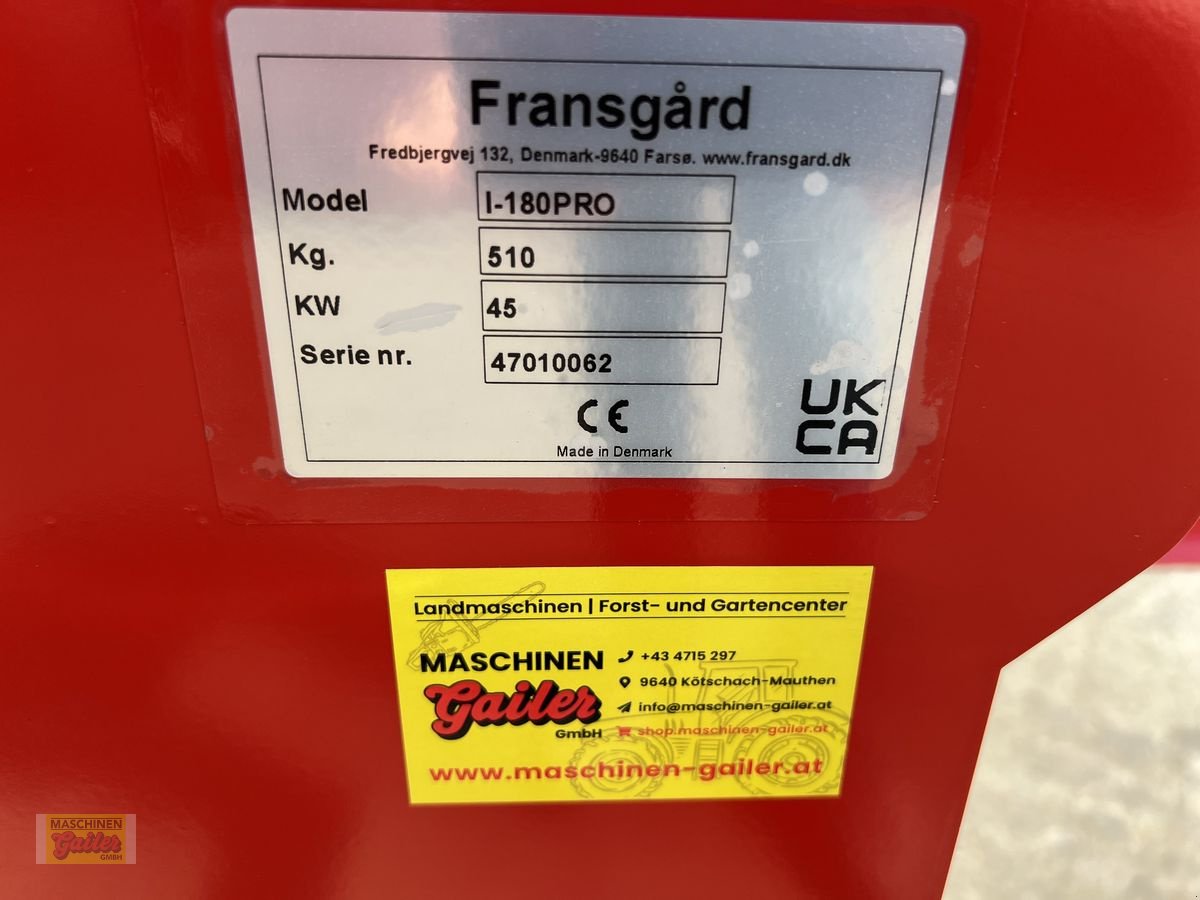 Fransgård
Fredbjergvej 132, Denmark-9640 Farsø. www.fransgard.dk
Model I-180PRO
Kg. 510
KW 45
Serie nr. 47010062
CE
UK
CA
Made in Denmark
Landmaschinen | Forst- und Gartencenter
MASCHINEN
Gailer
GmbH
+43 4715 297
9640 Kötschach-Mauthen
info@maschinen-gailer.at
shop.maschinen-gailer.at
www.maschinen-gailer.at
MASCHINEN
Gailer
GMBH